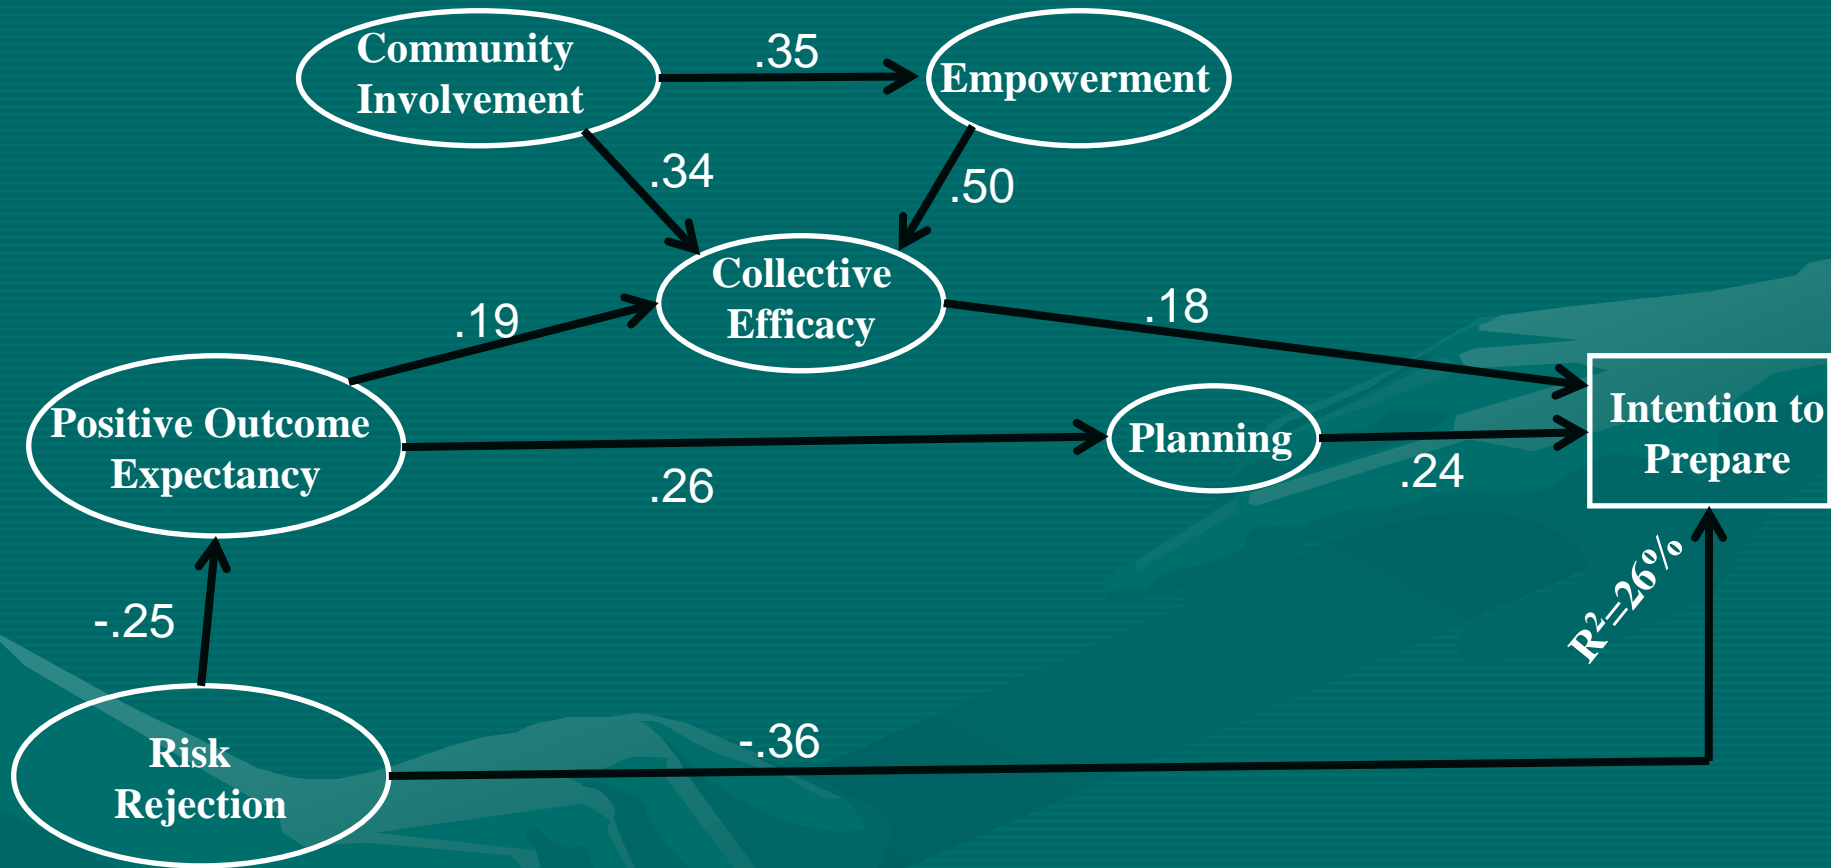 Community
Involvement
.35
Empowerment
.34
.50
Collective
Efficacy
.19
.18
Positive Outcome
Expectancy
.26
Planning
.24
Intention to
Prepare
-.25
R²=26%
Risk
Rejection
-.36